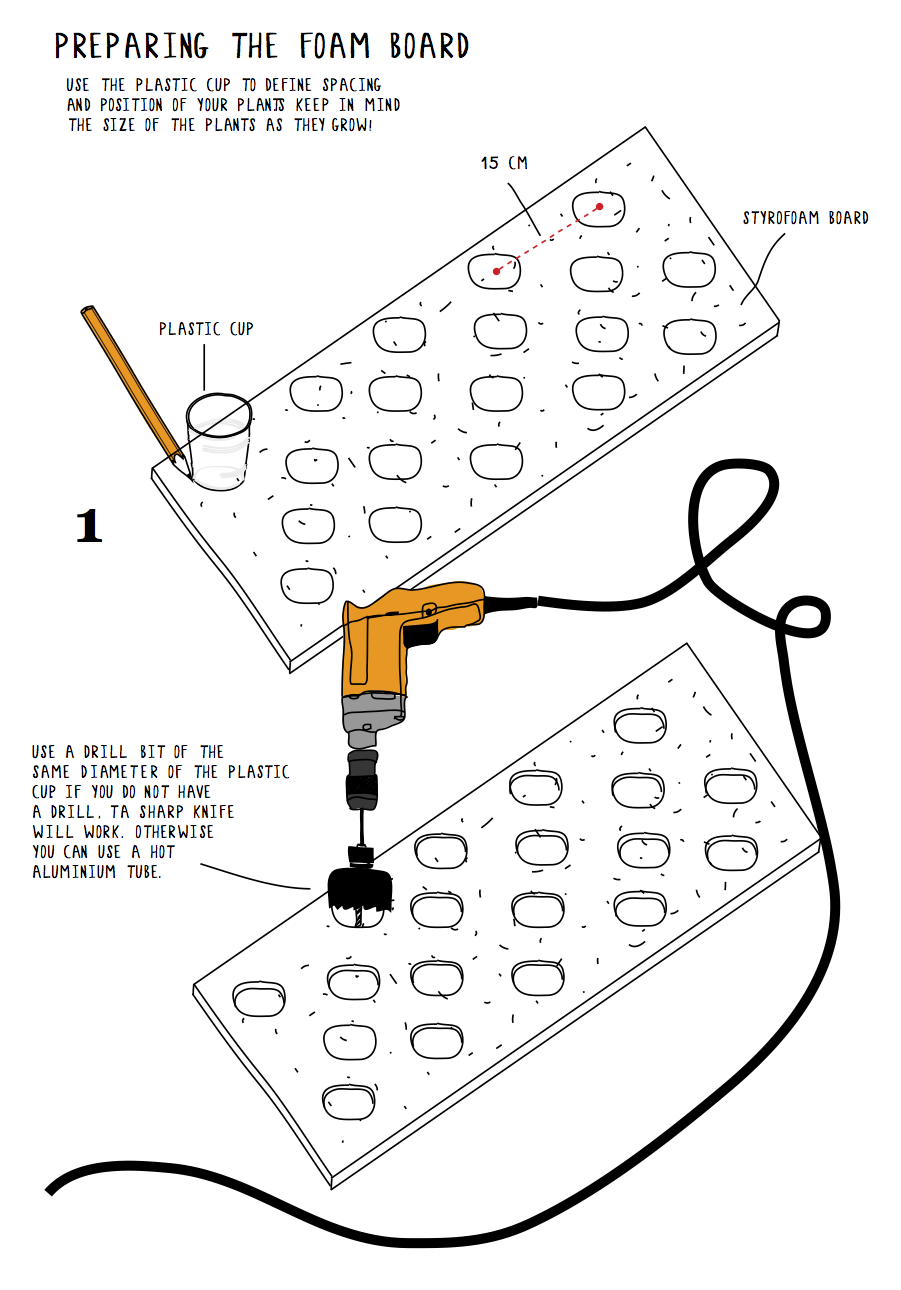 PREPARING THE FOAM BOARD
USE THE PLASTIC CUP TO DEFINE SPACING
AND POSITION OF YOUR PLANTS KEEP IN MIND
THE SIZE OF THE PLANTS AS THEY GROW!
15 CM
STYROFOAM BOARD
PLASTIC CUP
1
USE A DRILL BIT OF THE
SAME DIAMETER OF THE PLASTIC
CUP IF YOU DO NOT HAVE
A DRILL, TA SHARP KNIFE
WILL WORK. OTHERWISE
YOU CAN USE A HOT
ALUMINIUM TUBE.